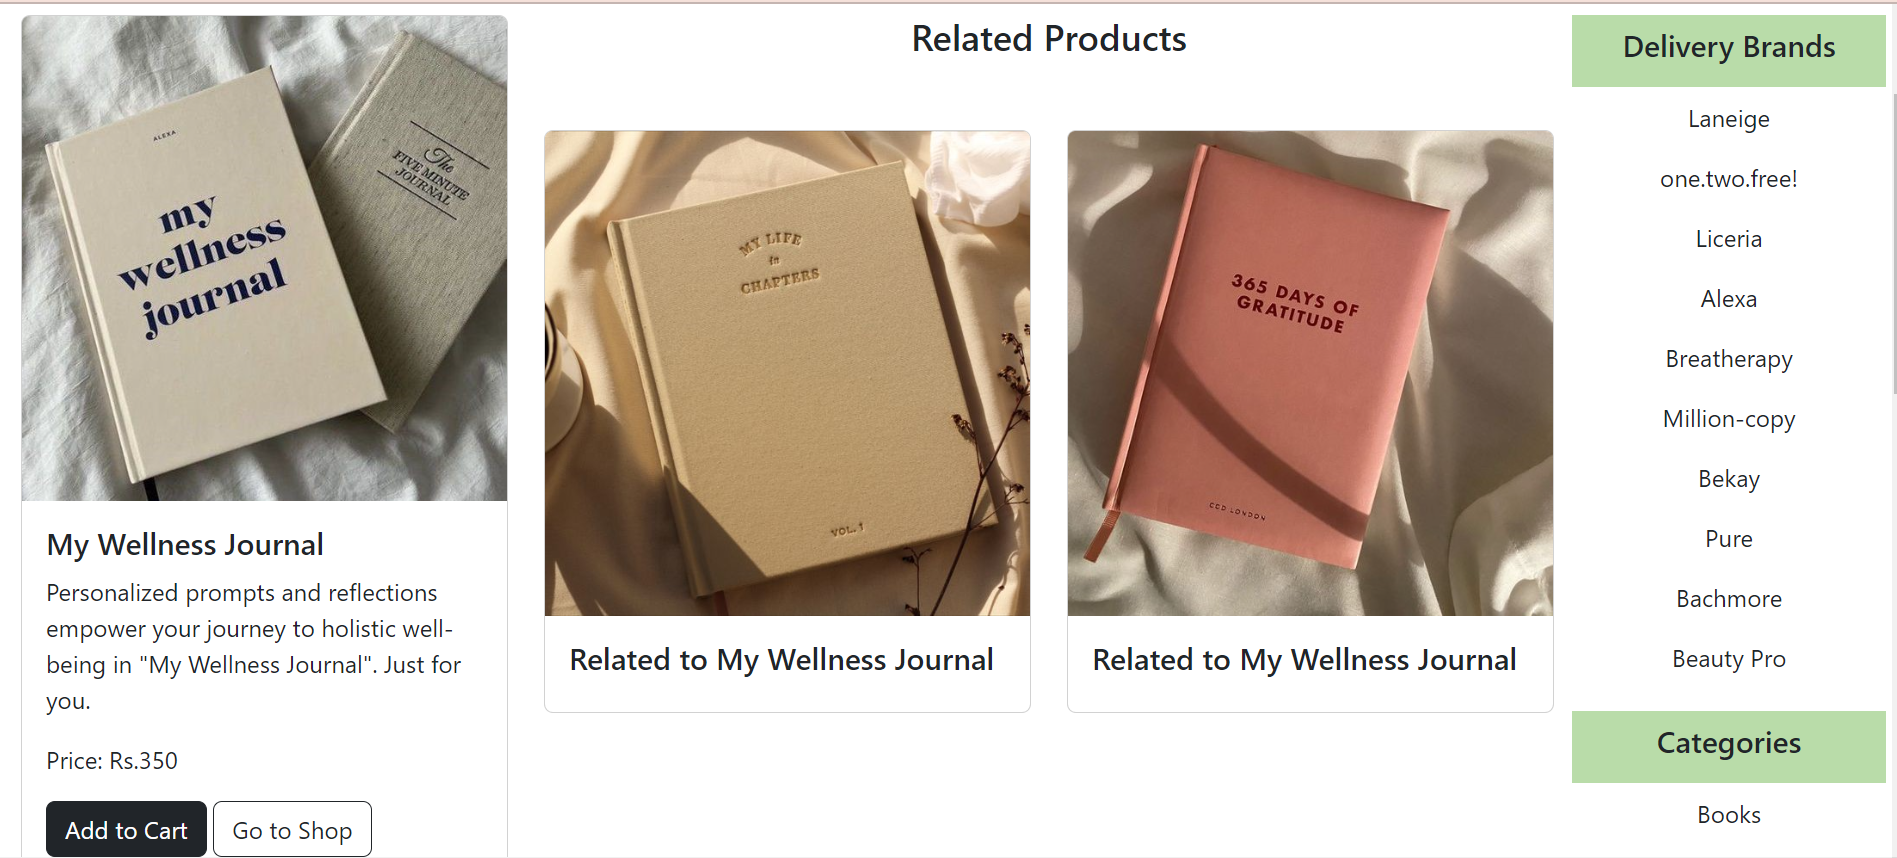 ALEXA
my
wellness
journal
The
FIVE MINUTE
JOURNAL
My Wellness Journal
Personalized prompts and reflections
empower your journey to holistic well-
being in "My Wellness Journal". Just for
you.
Price: Rs.350
Add to Cart
Go to Shop
Related Products
MY LIFE
in
CHAPTERS
VOL. 1
Related to My Wellness Journal
365 DAYS OF
GRATITUDE
CGD LONDON
Related to My Wellness Journal
Delivery Brands
Laneige
one.two.free!
Liceria
Alexa
Breatherapy
Million-copy
Bekay
Pure
Bachmore
Beauty Pro
Categories
Books